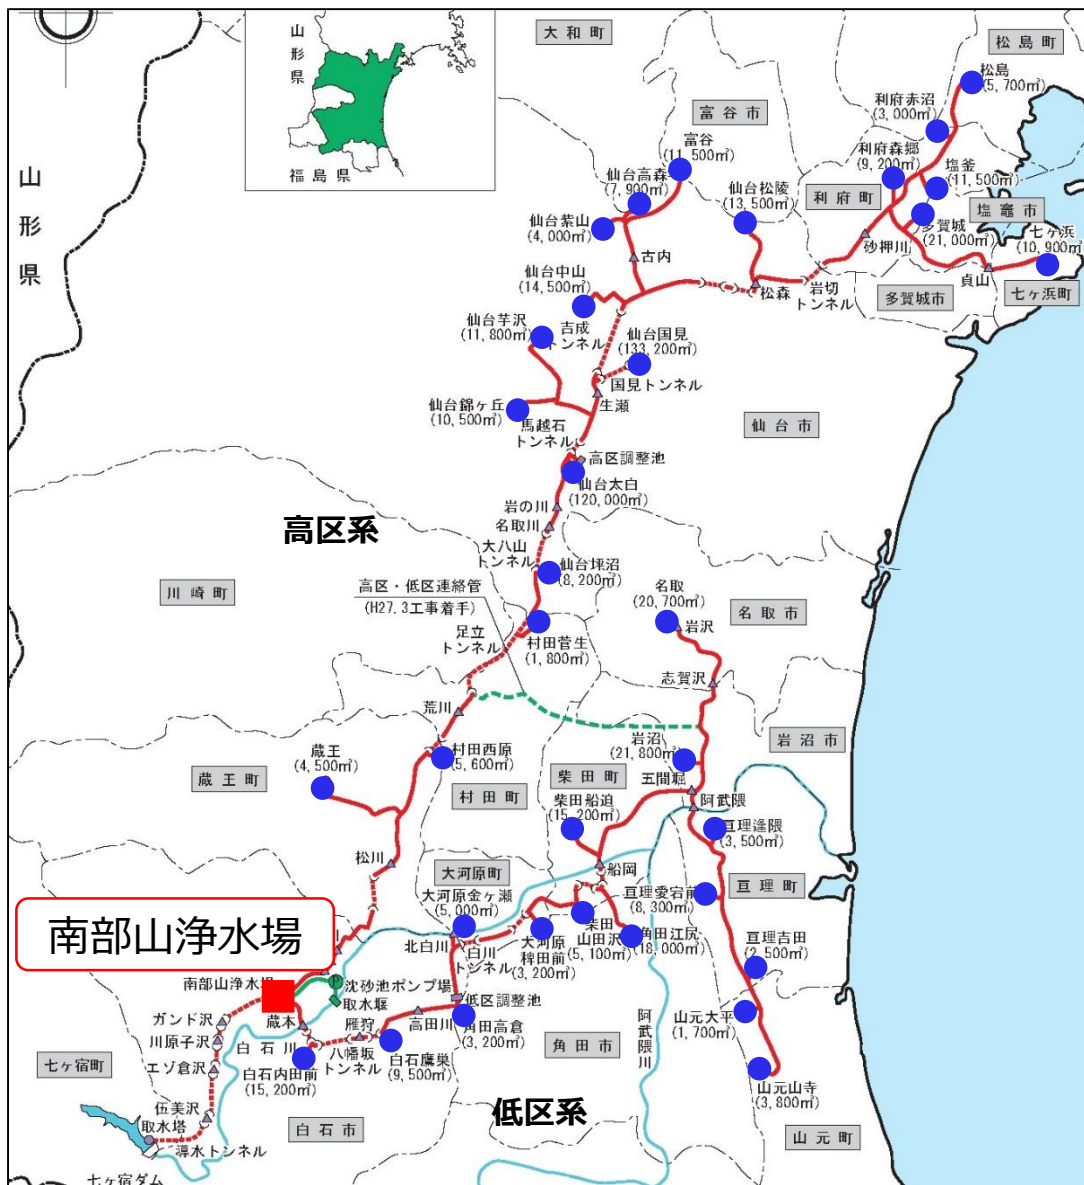 山形県
福島県
大和町
松島町
松島
(5,700㎥)
利府赤沼
(3,000㎥)
富谷市
富谷
(11,500㎥)
利府森郷
(9,200㎥)
塩釜
(11,500㎥)
山形県
仙台高森
(7,900㎥)
仙台松陵
(13,500㎥)
利府町
塩竈市
仙台紫山
(4,000㎥)
多賀城
(21,000㎥)
七ヶ浜
(10,900㎥)
砂押川
古内
貞山
仙台中山
(14,500㎥)
松森
岩切
トンネル
多賀城市
七ヶ浜町
仙台芋沢
(11,800㎥)
吉成
トンネル
仙台国見
(133,200㎥)
国見トンネル
生瀬
仙台錦ヶ丘
(10,500㎥)
馬越石
トンネル
仙台市
高区調整池
仙台太白
(120,000㎥)
岩の川
名取川
高区系
大八山
トンネル
仙台坪沼
(8,200㎥)
川崎町
高区・低区連絡管
(H27.3工事着手)
名取
(20,700㎥)
岩沢
名取市
足立
トンネル
村田菅生
(1,800㎥)
志賀沢
荒川
蔵王
(4,500㎥)
村田西原
(5,600㎥)
岩沼
(21,800㎥)
岩沼市
蔵王町
村田町
柴田町
五間堀
柴田船迫
(15,200㎥)
阿武隈
亘理逢隈
(3,500㎥)
松川
大河原町
船岡
亘理町
大河原金ヶ瀬
(5,000㎥)
亘理愛宕前
(8,300㎥)
南部山浄水場
北白川
白川
トンネル
大河原
稗田前
(3,200㎥)
柴田
山田沢
(5,100㎥)
角田江尻
(18,000㎥)
亘理吉田
(2,500㎥)
南部山浄水場
P
沈砂池ポンプ場
取水堰
低区調整池
ガンド沢
蔵本
雁狩
高田川
角田高倉
(3,200㎥)
山元大平
(1,700㎥)
川原子沢
白石川
八幡坂
トンネル
白石鷹巣
(9,500㎥)
角田市
阿武隈川
七ヶ宿町
エゾ倉沢
白石内田前
(15,200㎥)
山元山寺
(3,800㎥)
伍美沢
取水塔
導水トンネル
白石市
低区系
山元町
七ヶ宿ダム